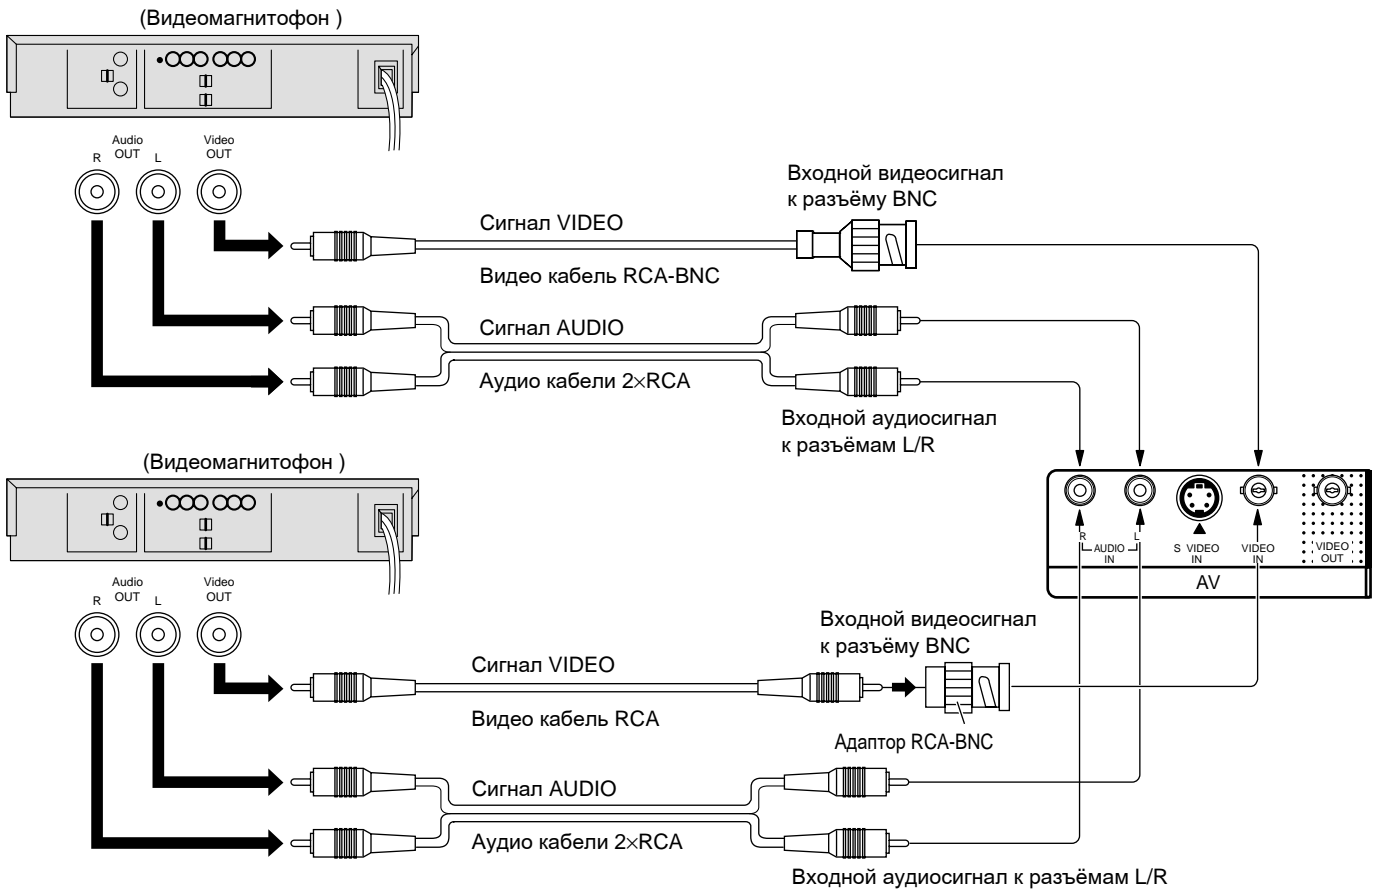 (Видеомагнитофон )
Audio
OUT
R
L
Video
OUT
Входной видеосигнал
к разъёму BNC
Сигнал VIDEO
Видео кабель RCA-BNC
Сигнал AUDIO
Аудио кабели 2×RCA
Входной аудиосигнал
к разъёмам L/R
(Видеомагнитофон )
R
L
AUDIO
IN
S VIDEO
IN
VIDEO
IN
VIDEO
OUT
AV
Audio
OUT
R
L
Video
OUT
Входной видеосигнал
к разъёму BNC
Сигнал VIDEO
Видео кабель RCA
Адаптор RCA-BNC
Сигнал AUDIO
Аудио кабели 2×RCA
Входной аудиосигнал к разъёмам L/R